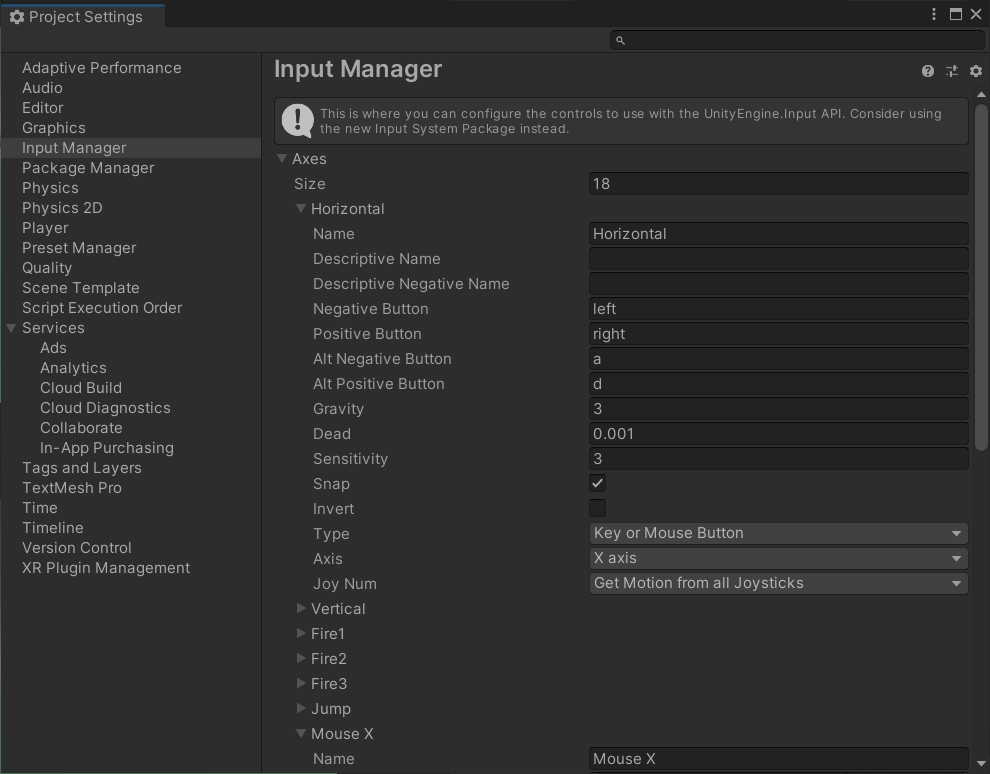 Project Settings
Adaptive Performance
Audio
Editor
Graphics
Input Manager
Package Manager
Physics
Physics 2D
Player
Preset Manager
Quality
Scene Template
Script Execution Order
Services
Ads
Analytics
Cloud Build
Cloud Diagnostics
Collaborate
In-App Purchasing
Tags and Layers
TextMesh Pro
Time
Timeline
Version Control
XR Plugin Management
Input Manager
This is where you can configure the controls to use with the UnityEngine.Input API. Consider using
the new Input System Package instead.
Axes
Size 18
Horizontal
Name Horizontal
Descriptive Name
Descriptive Negative Name
Negative Button left
Positive Button right
Alt Negative Button a
Alt Positive Button d
Gravity 3
Dead 0.001
Sensitivity 3
Snap
Invert
Type Key or Mouse Button
Axis X axis
Joy Num Get Motion from all Joysticks
Vertical
Fire1
Fire2
Fire3
Jump
Mouse X
Name Mouse X